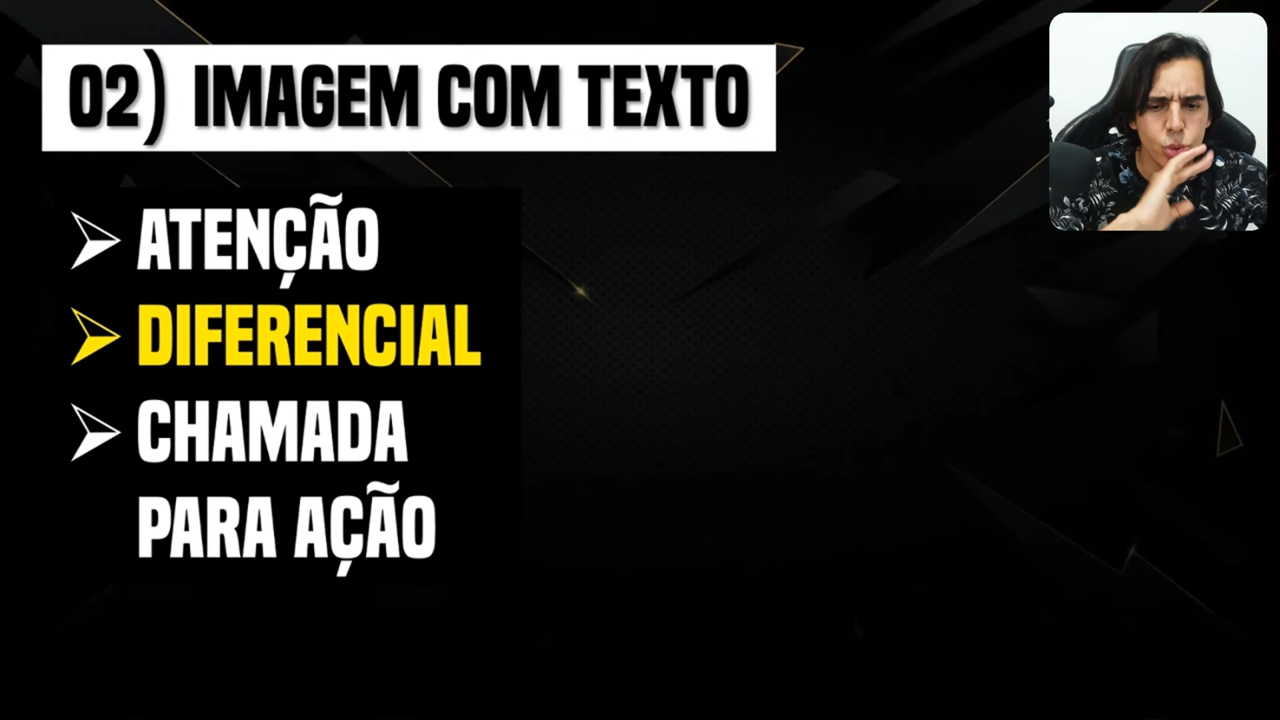 02) IMAGEM COM TEXTO
ATENÇÃO
DIFERENCIAL
CHAMADA
PARA AÇÃO